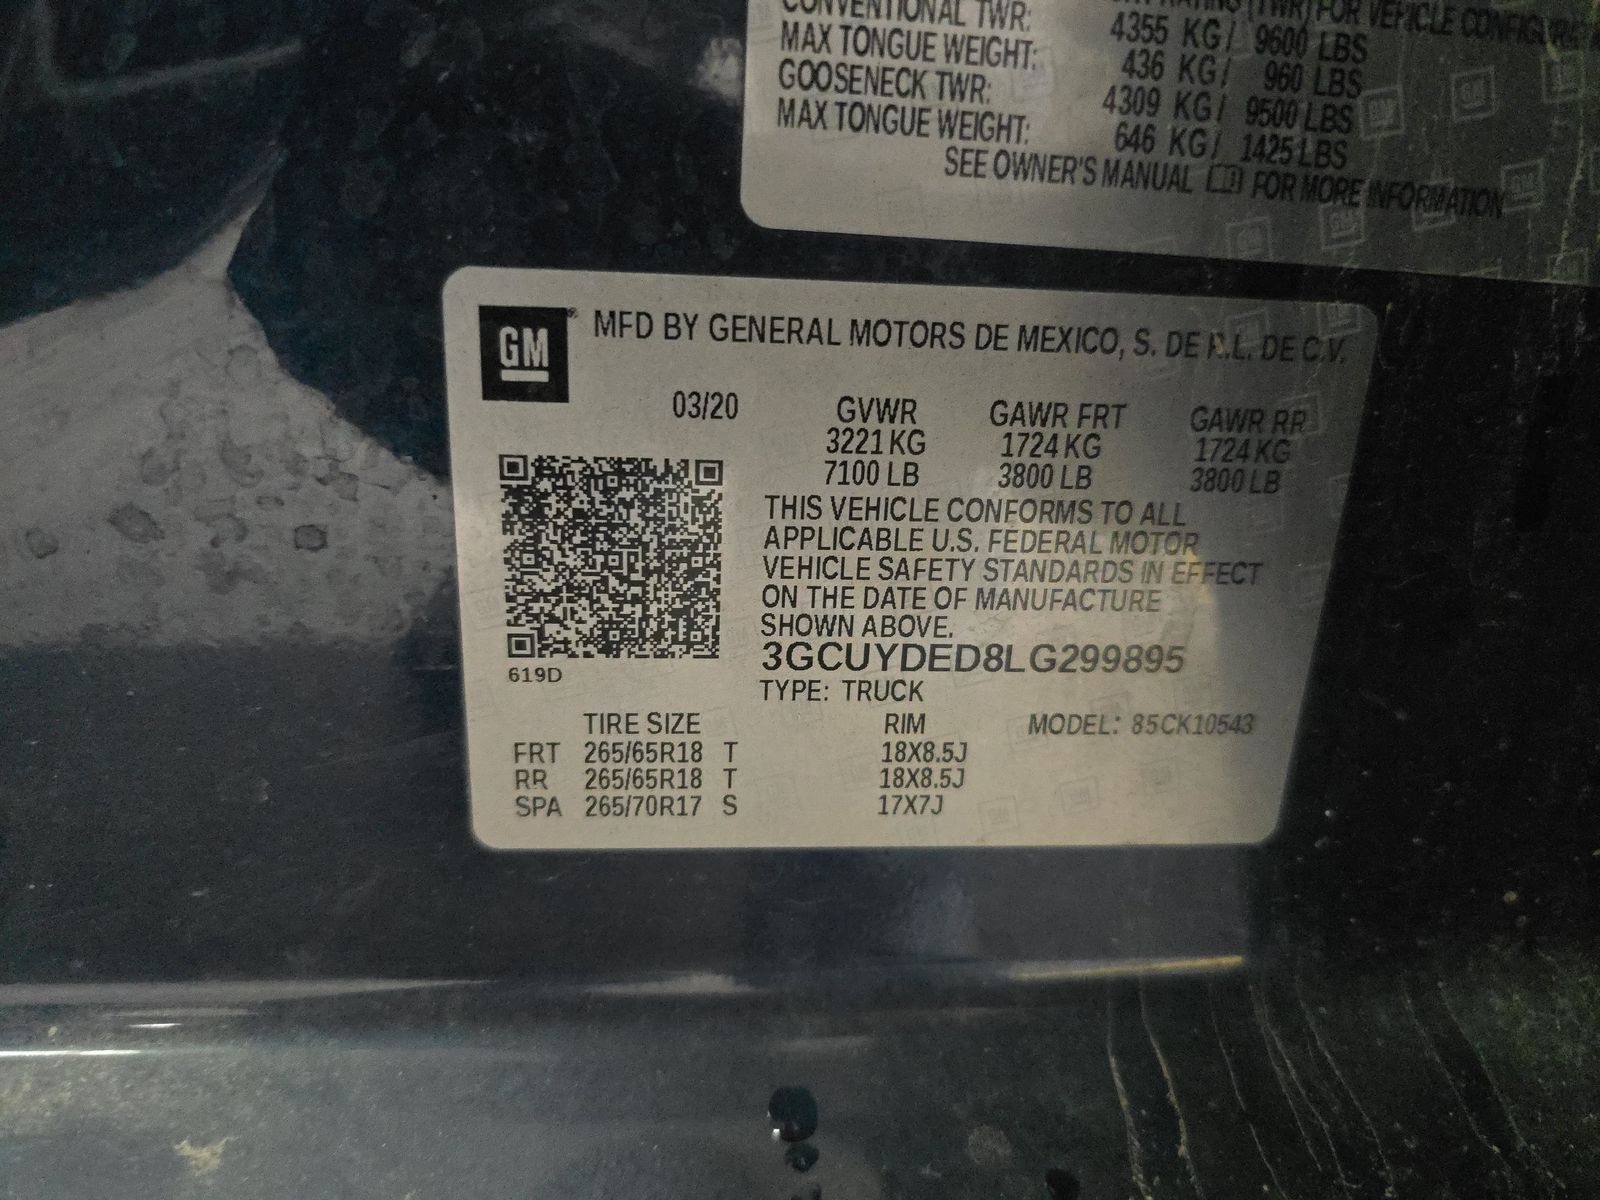 CONVENTIONAL TWR: 4355 KG/ 9600 LBS
(TWR) FOR VEHICLE
MAX TONGUE WEIGHT: 436 KG/ 960 LBS
GOOSENECK TWR: 4309 KG/ 9500 LBS
MAX TONGUE WEIGHT: 646 KG/ 1425 LBS
SEE OWNER'S MANUAL FOR MORE INFORMATION
GM® MFD BY GENERAL MOTORS DE MEXICO, S. DE R.L. DE C.V.
03/20 GVWR GAWR FRT GAWR RR
3221 KG 1724 KG 1724 KG
7100 LB 3800 LB 3800 LB
THIS VEHICLE CONFORMS TO ALL
APPLICABLE U.S. FEDERAL MOTOR
VEHICLE SAFETY STANDARDS IN EFFECT
ON THE DATE OF MANUFACTURE
SHOWN ABOVE.
3GCUYDED8LG299895
619D
TYPE: TRUCK
TIRE SIZE RIM MODEL: 85CK10543
FRT 265/65R18 T 18X8.5J
RR 265/65R18 T 18X8.5J
SPA 265/70R17 S 17X7J